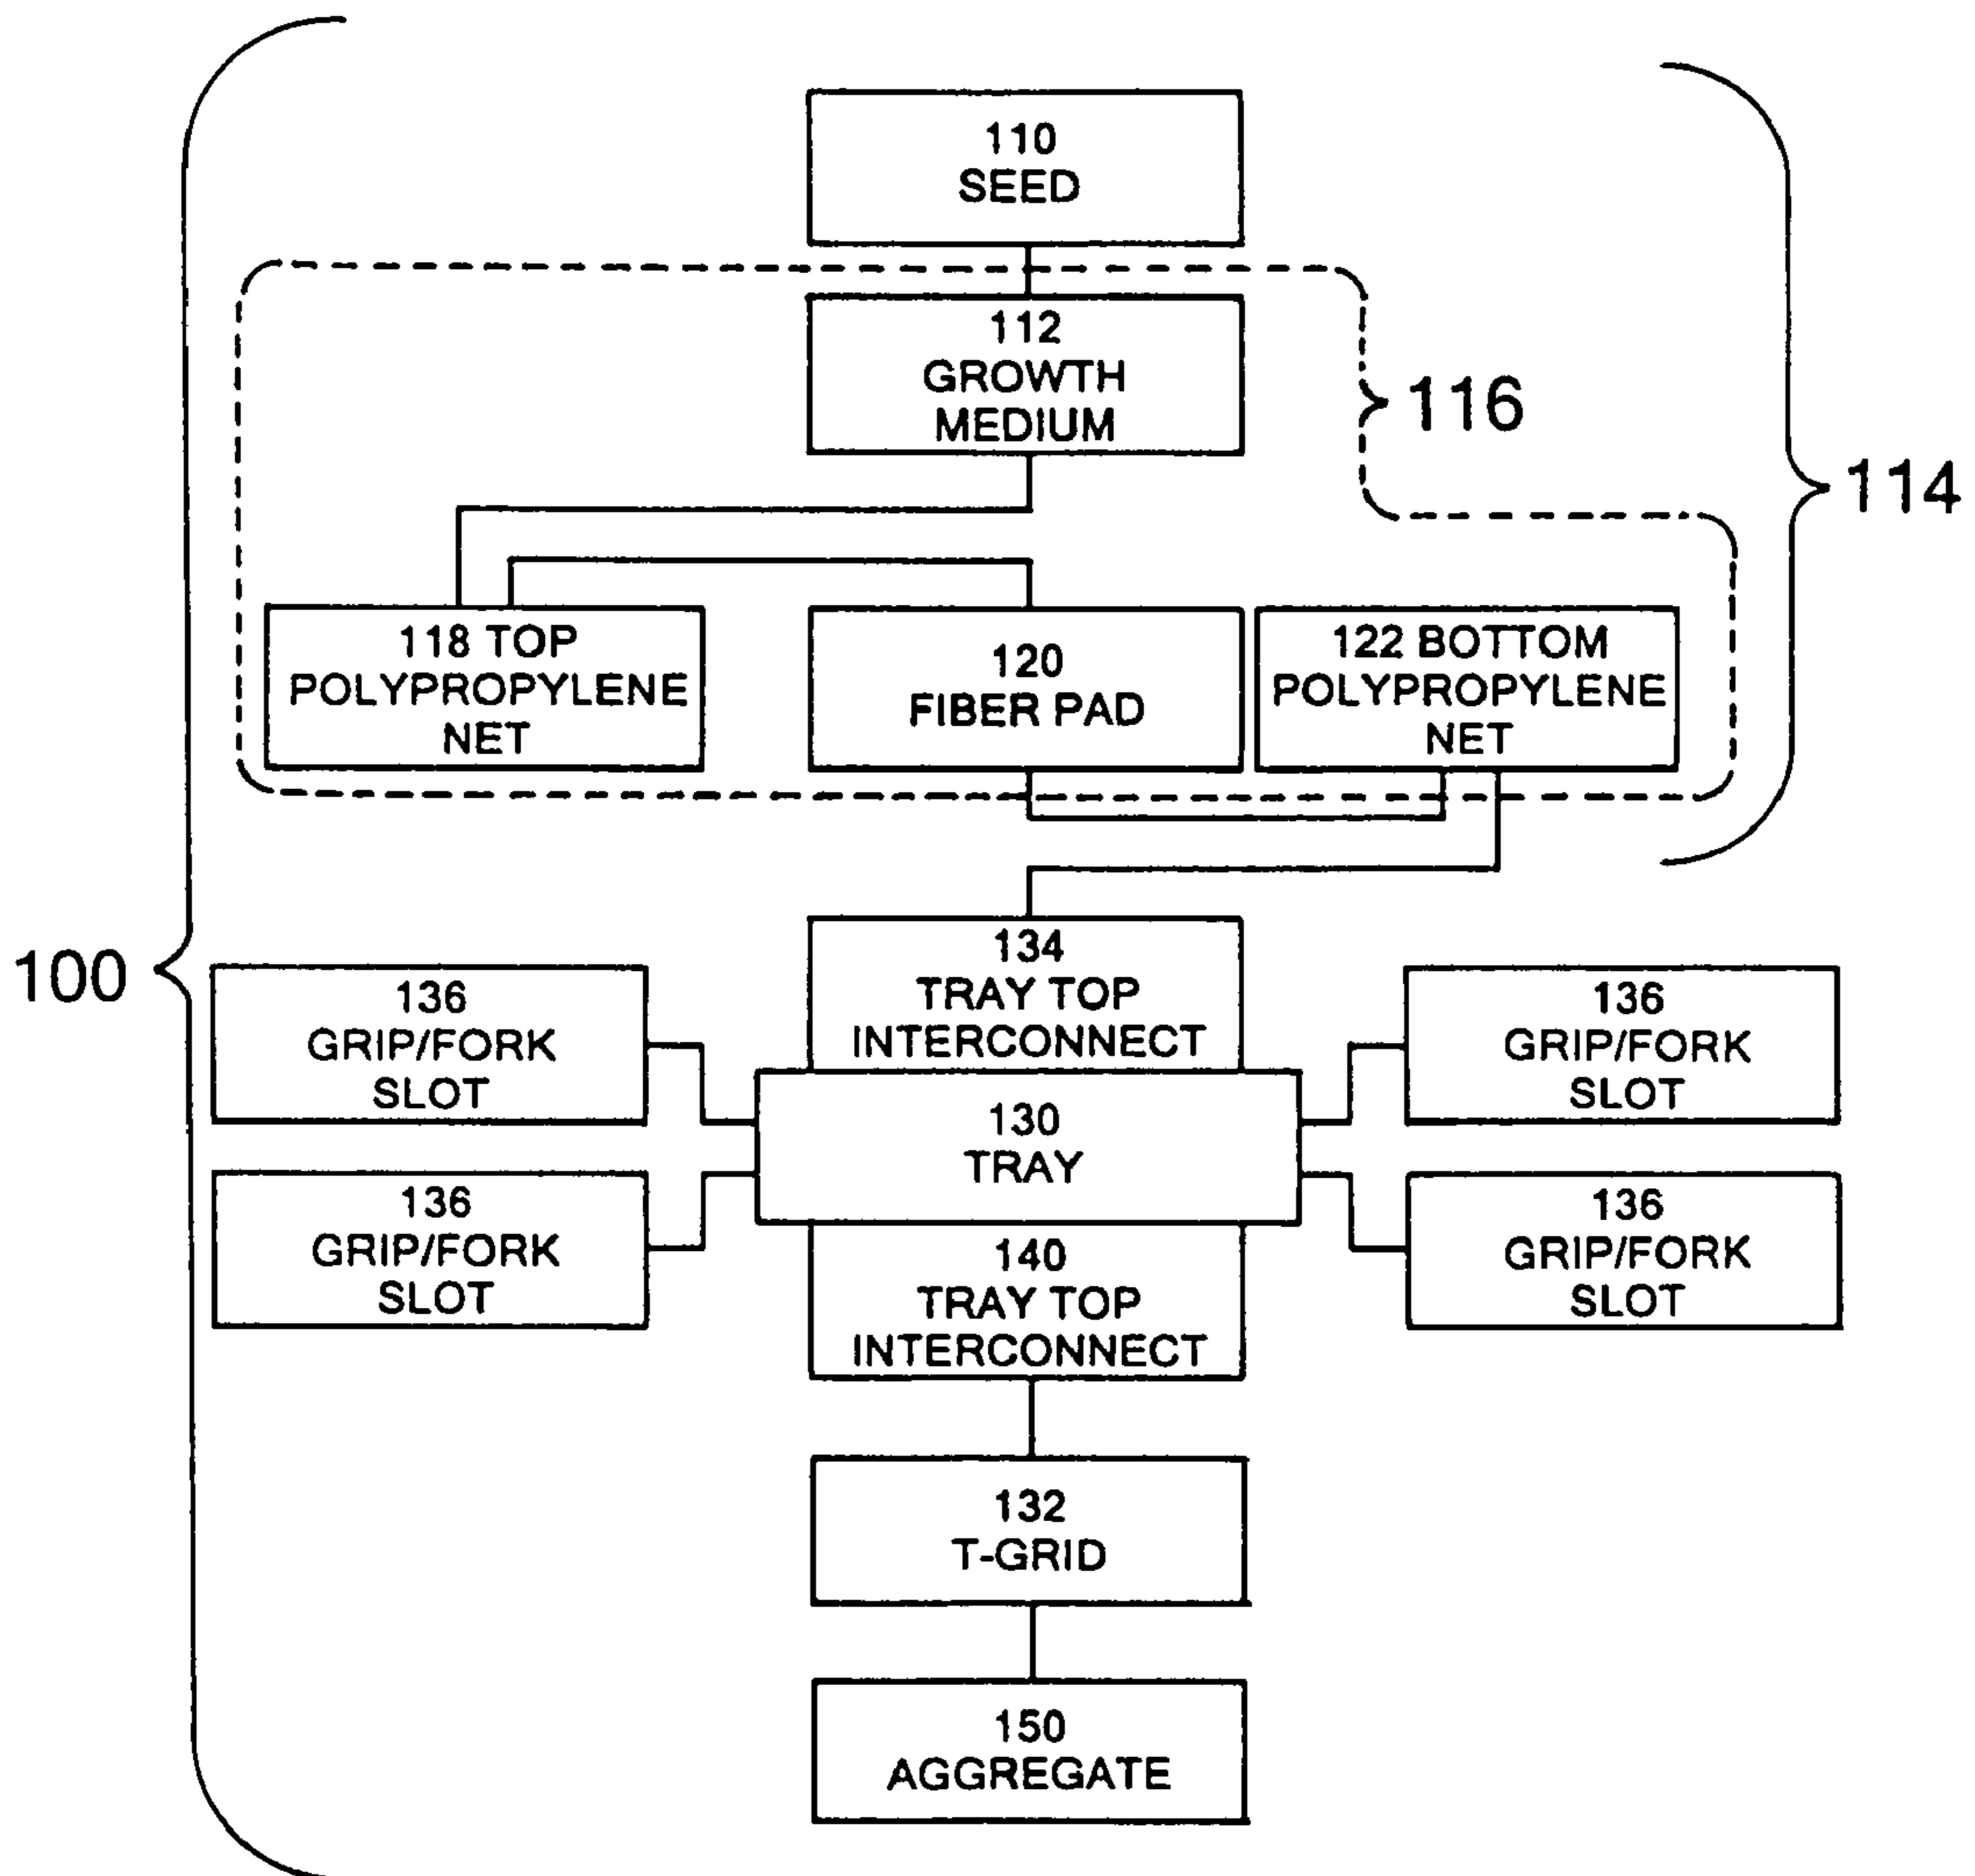 110
SEED
112
GROWTH
MEDIUM
116
114
118 TOP
POLYPROPYLENE
NET
120
FIBER PAD
122 BOTTOM
POLYPROPYLENE
NET
100
136
GRIP/FORK
SLOT
134
TRAY TOP
INTERCONNECT
136
GRIP/FORK
SLOT
130
TRAY
136
GRIP/FORK
SLOT
140
TRAY TOP
INTERCONNECT
136
GRIP/FORK
SLOT
132
T-GRID
150
AGGREGATE